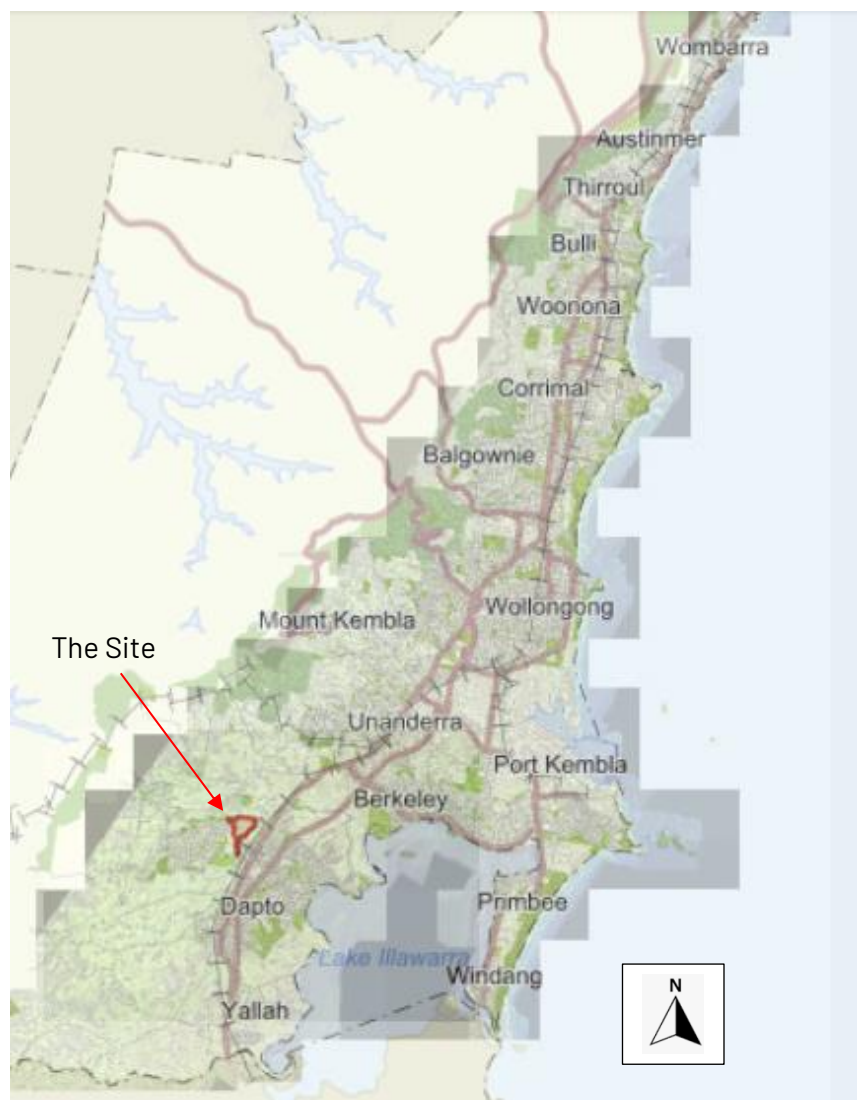 Wombarra
Austinmer
Thirroul
Bulli
Woonona
Corrimal
Balgownie
Wollongong
Mount Kembla
The Site
Unanderra
Port Kembla
Berkeley
Dapto
Primbee
Lake Illawarra
Windang
N
Yallah